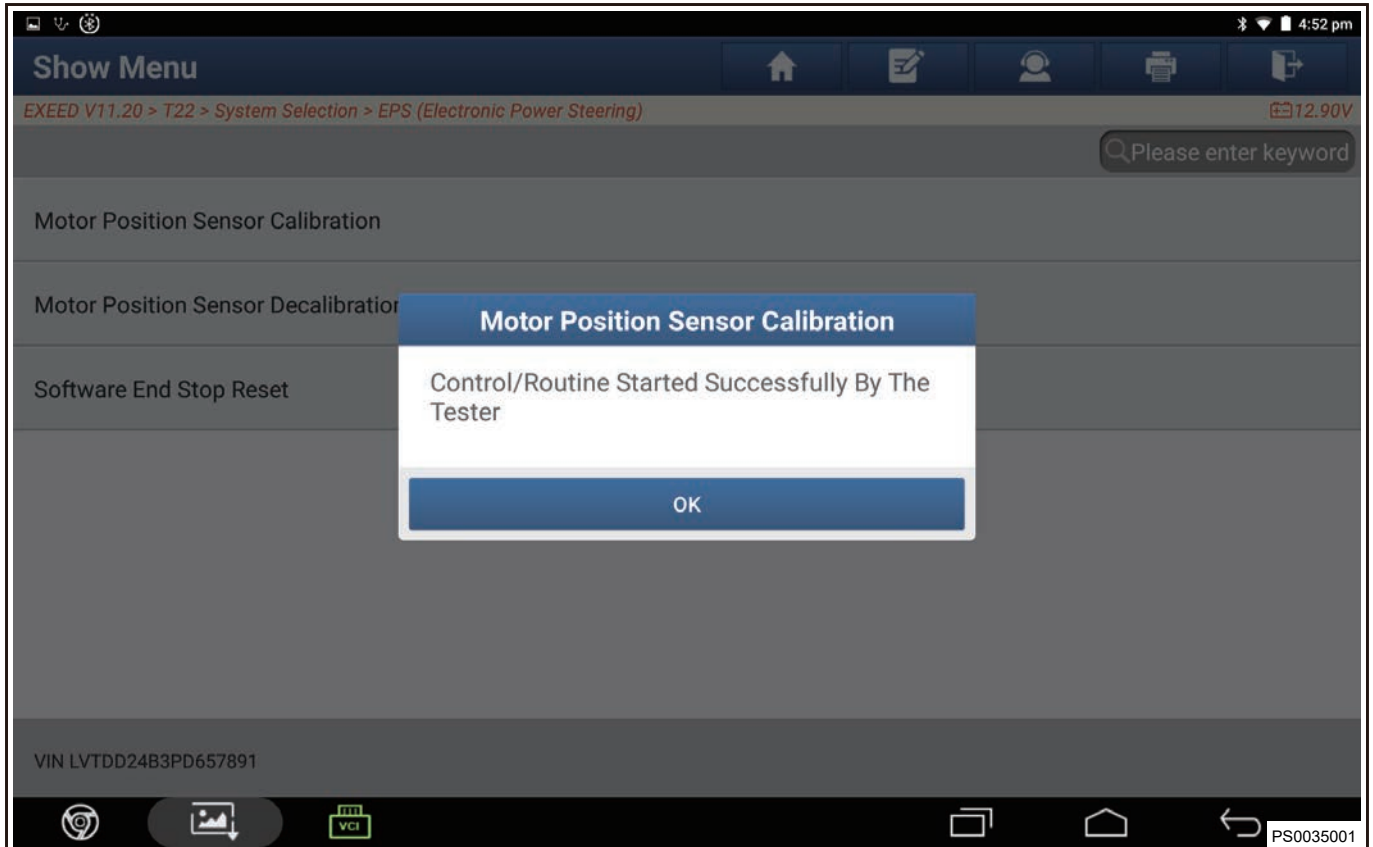 4:52 pm
Show Menu
EXEED V11.20 > T22 > System Selection > EPS (Electronic Power Steering)
12.90V
Please enter keyword
Motor Position Sensor Calibration
Motor Position Sensor Decalibration
Motor Position Sensor Calibration
Control/Routine Started Successfully By The
Tester
Software End Stop Reset
OK
VIN LVTDD24B3PD657891
VCI
PS0035001